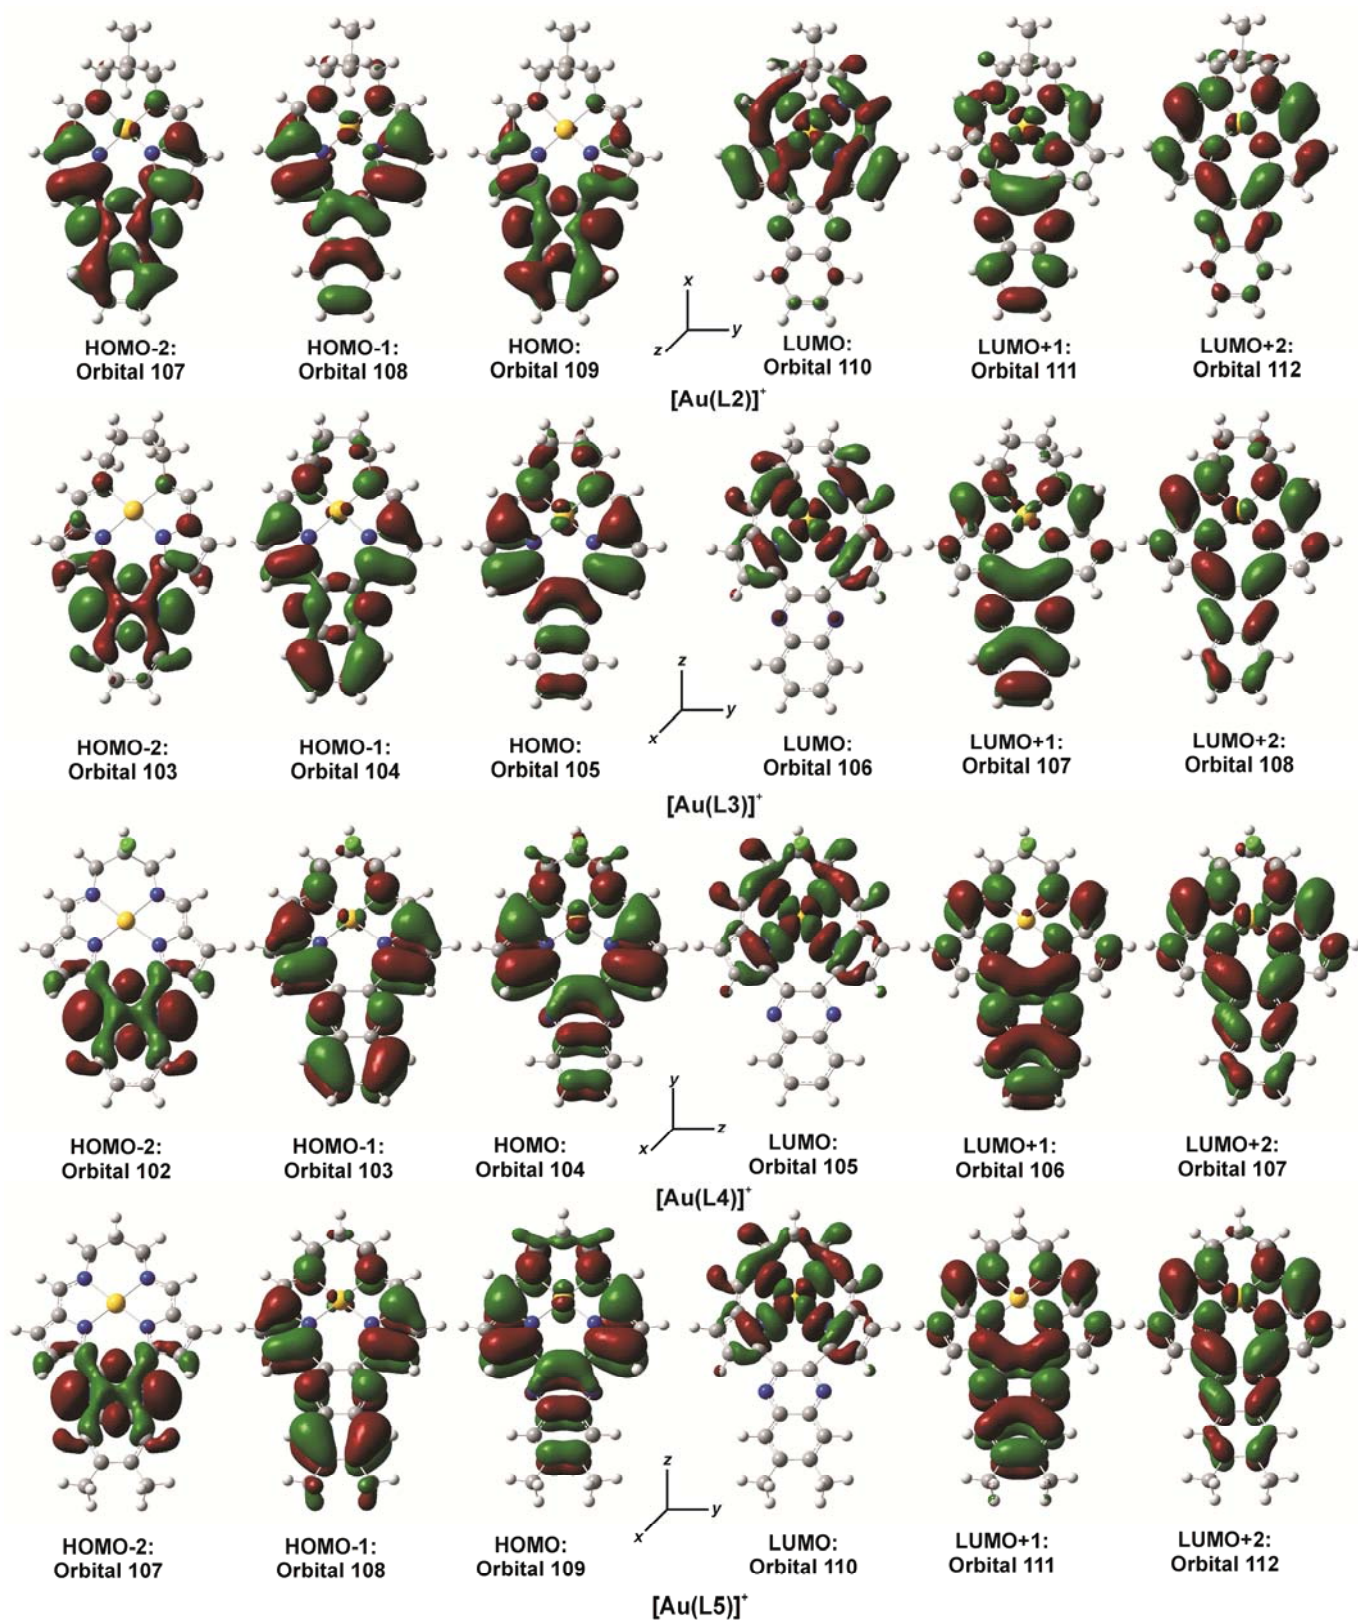 HOMO-2: HOMO-1: HOMO: LUMO: LUMO+1: LUMO+2:
Orbital 107 Orbital 108 Orbital 109 Orbital 110 Orbital 111 Orbital 112
x
y
z
[Au(L2)]⁺
HOMO-2: HOMO-1: HOMO: LUMO: LUMO+1: LUMO+2:
Orbital 103 Orbital 104 Orbital 105 Orbital 106 Orbital 107 Orbital 108
z
y
x
[Au(L3)]⁺
HOMO-2: HOMO-1: HOMO: LUMO: LUMO+1: LUMO+2:
Orbital 102 Orbital 103 Orbital 104 Orbital 105 Orbital 106 Orbital 107
y
z
x
[Au(L4)]⁺
HOMO-2: HOMO-1: HOMO: LUMO: LUMO+1: LUMO+2:
Orbital 107 Orbital 108 Orbital 109 Orbital 110 Orbital 111 Orbital 112
z
y
x
[Au(L5)]⁺